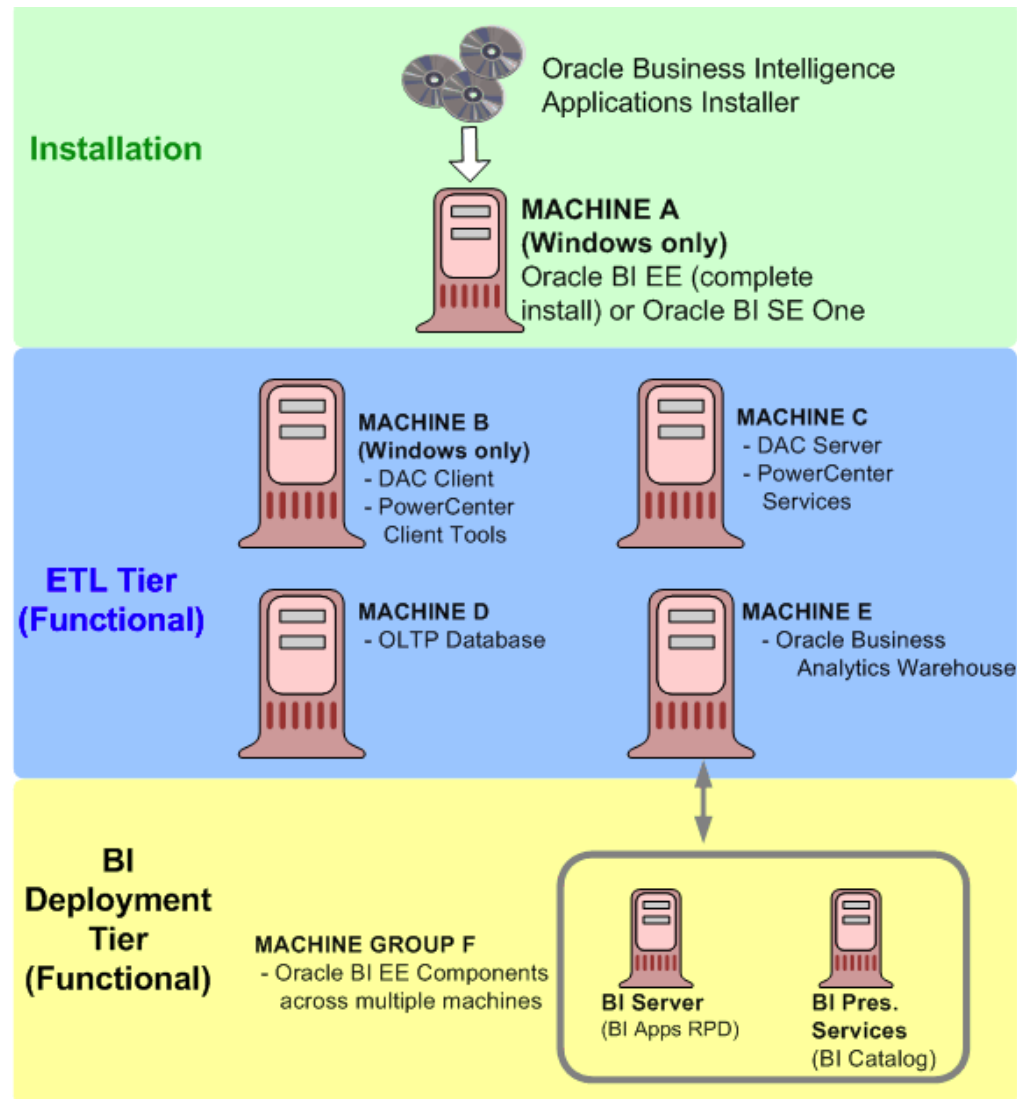 Oracle Business Intelligence
Applications Installer
Installation
MACHINE A
(Windows only)
Oracle BI EE (complete
install) or Oracle BI SE One
MACHINE B
(Windows only)
- DAC Client
- PowerCenter
Client Tools
MACHINE C
- DAC Server
- PowerCenter
Services
ETL Tier
(Functional)
MACHINE D
- OLTP Database
MACHINE E
- Oracle Business
Analytics Warehouse
BI
Deployment
Tier
(Functional)
MACHINE GROUP F
- Oracle BI EE Components
across multiple machines
BI Server
(BI Apps RPD)
BI Pres.
Services
(BI Catalog)